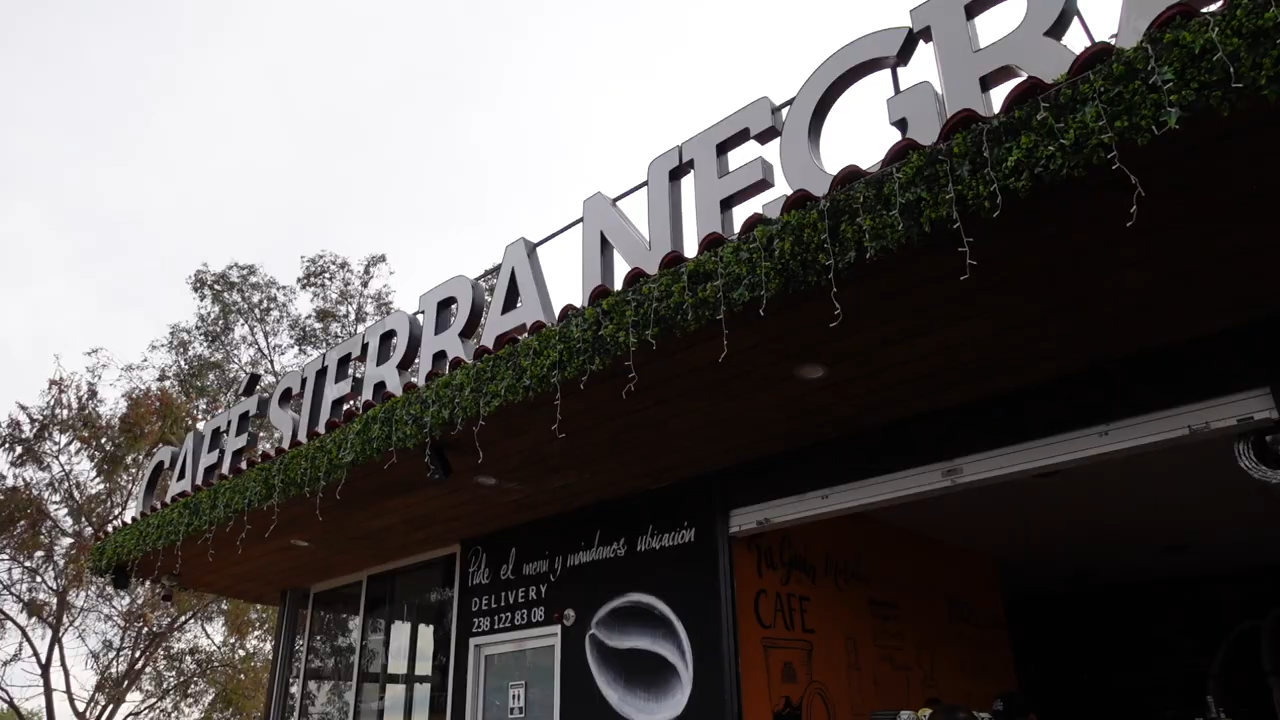 CAFÉ SIERRA NEGRA
Pide el menú y mándanos ubicación
DELIVERY
238 122 83 08
CAFE